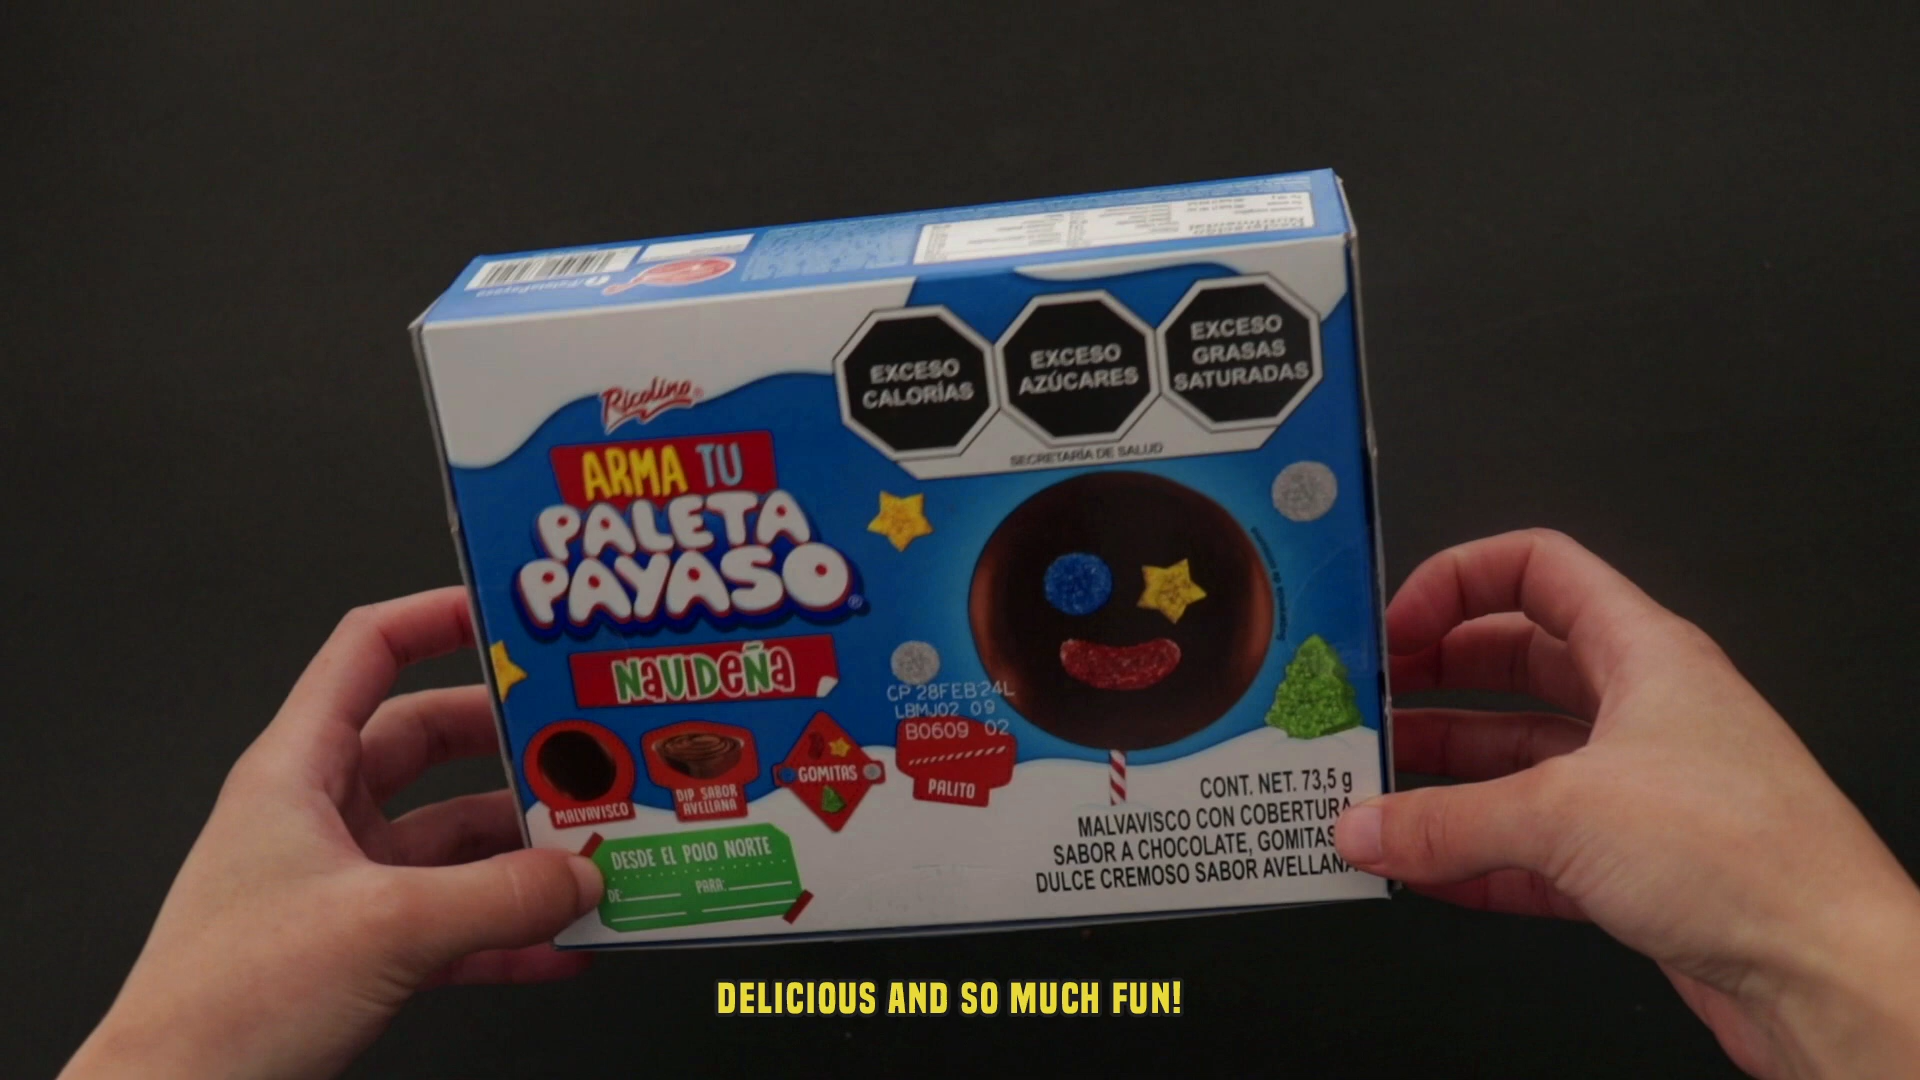 EXCESO
CALORÍAS
EXCESO
AZÚCARES
EXCESO
GRASAS
SATURADAS
SECRETARÍA DE SALUD
Ricolino®
ARMA TU
PALETA
PAYASO®
NAVIDEÑA
CP 28FEB24L
LBMJ02 09
B0609 02
MALVAVISCO
DIP SABOR
AVELLANA
GOMITAS
PALITO
DESDE EL POLO NORTE
DE:
PARA:
CONT. NET. 73,5 g
MALVAVISCO CON COBERTURA
SABOR A CHOCOLATE, GOMITAS
DULCE CREMOSO SABOR AVELLANA
DELICIOUS AND SO MUCH FUN!